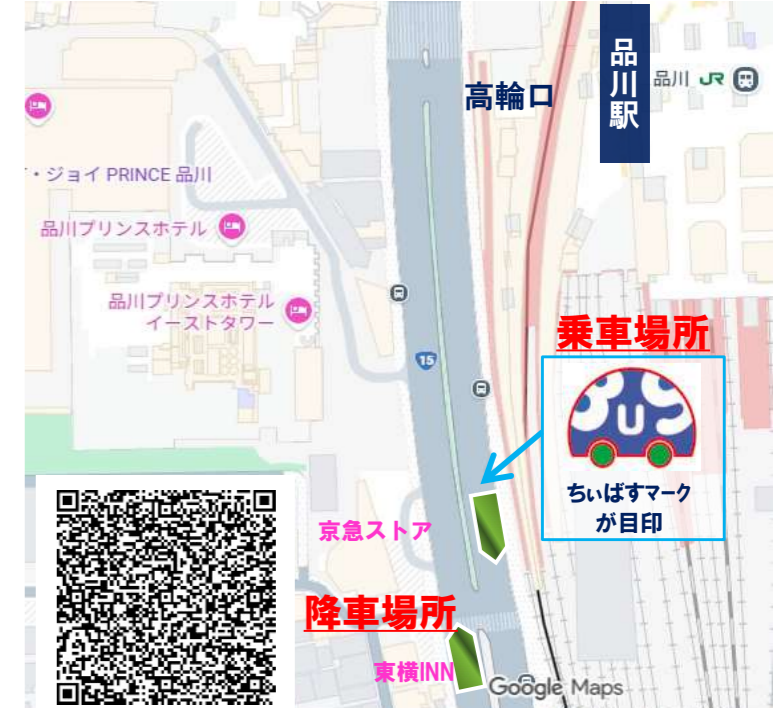 高輪口
品川駅
品川 JR
・ジョイ PRINCE 品川
品川プリンスホテル
品川プリンスホテル
イーストタワー
15
乗車場所
BUS
ちぃばすマーク
が目印
京急ストア
降車場所
東横INN
Google Maps